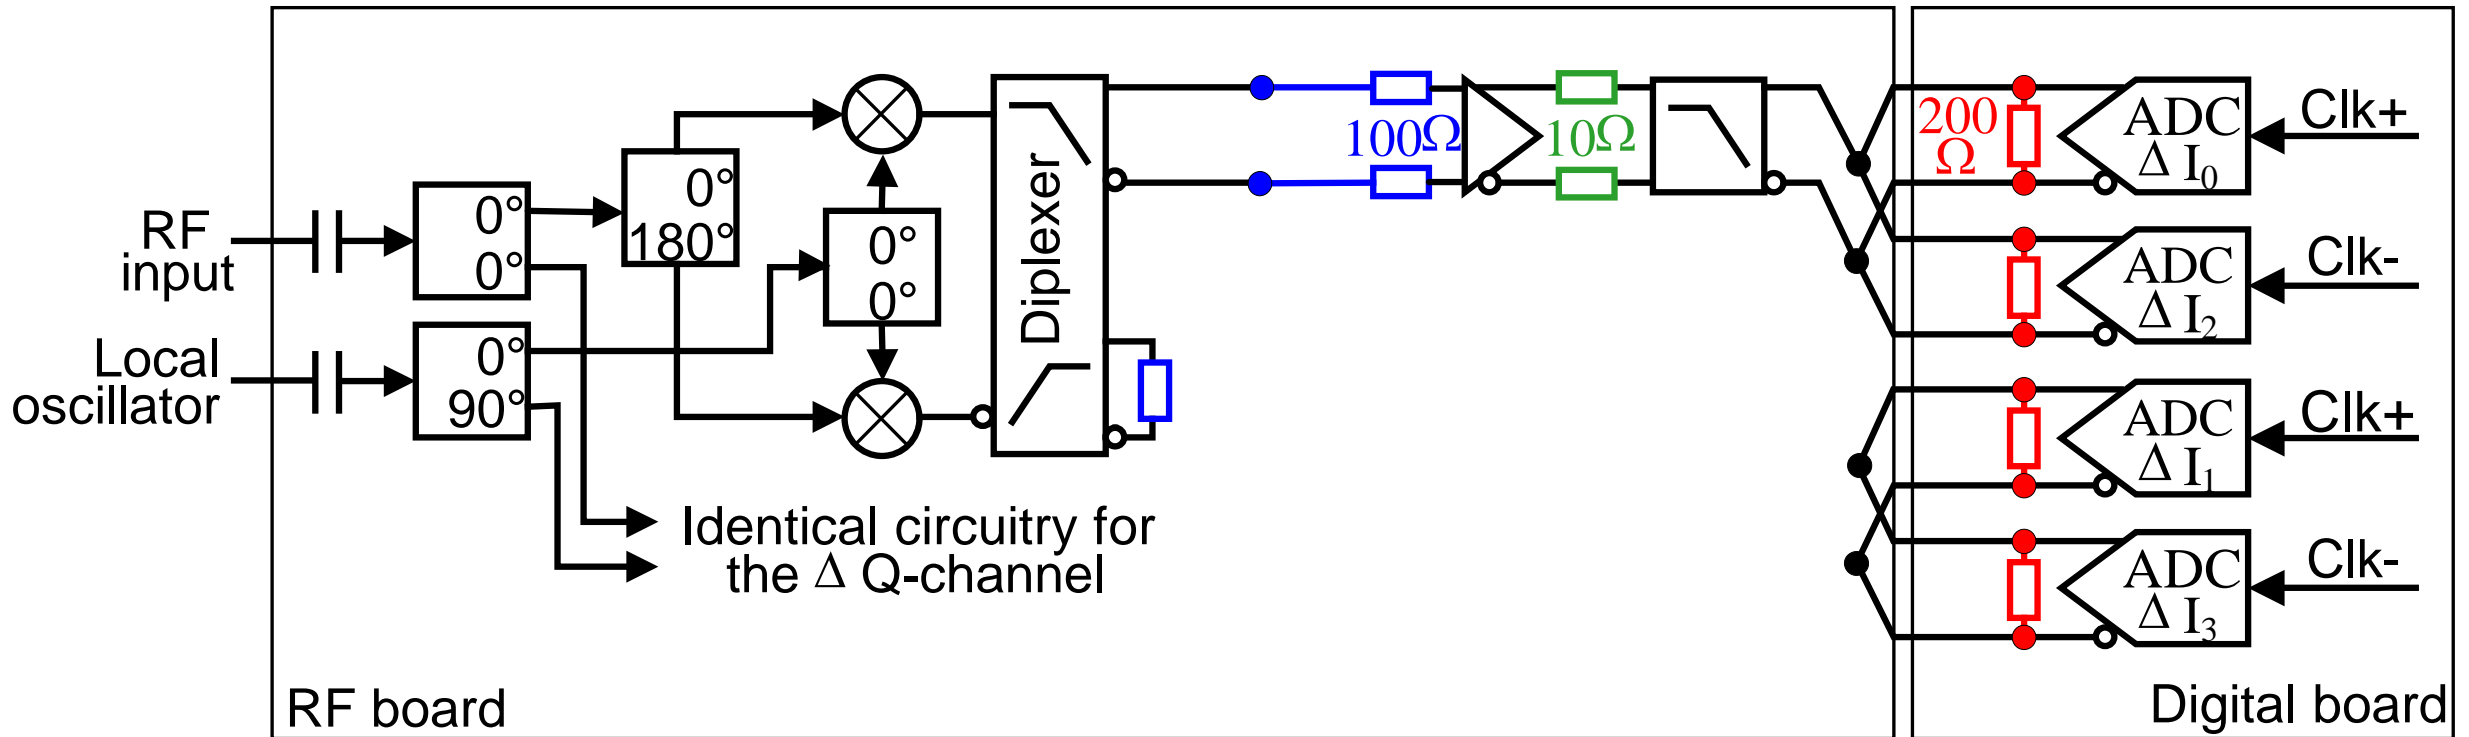 RF
input
Local
oscillator
0°
0°
0°
90°
0°
180°
0°
0°
Diplexer
100Ω
10Ω
200
Ω
ADC
Δ I0
Clk+
ADC
Δ I2
Clk-
ADC
Δ I1
Clk+
ADC
Δ I3
Clk-
Identical circuitry for
the Δ Q-channel
RF board
Digital board